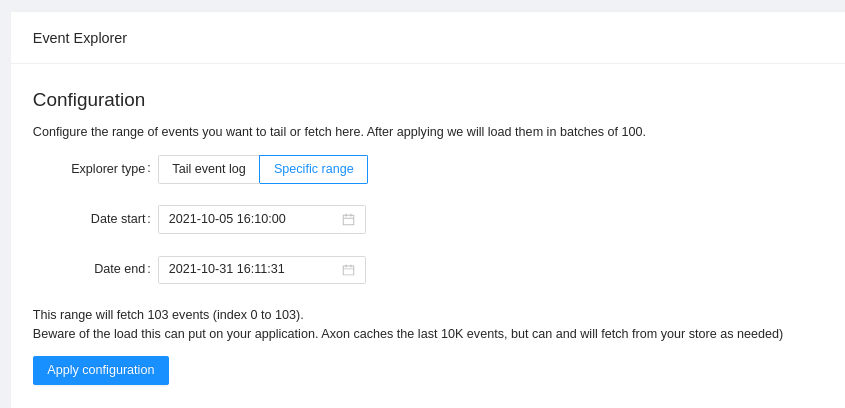 Event Explorer
Configuration
Configure the range of events you want to tail or fetch here. After applying we will load them in batches of 100.
Explorer type: Tail event log Specific range
Date start: 2021-10-05 16:10:00
Date end: 2021-10-31 16:11:31
This range will fetch 103 events (index 0 to 103).
Beware of the load this can put on your application. Axon caches the last 10K events, but can and will fetch from your store as needed)
Apply configuration